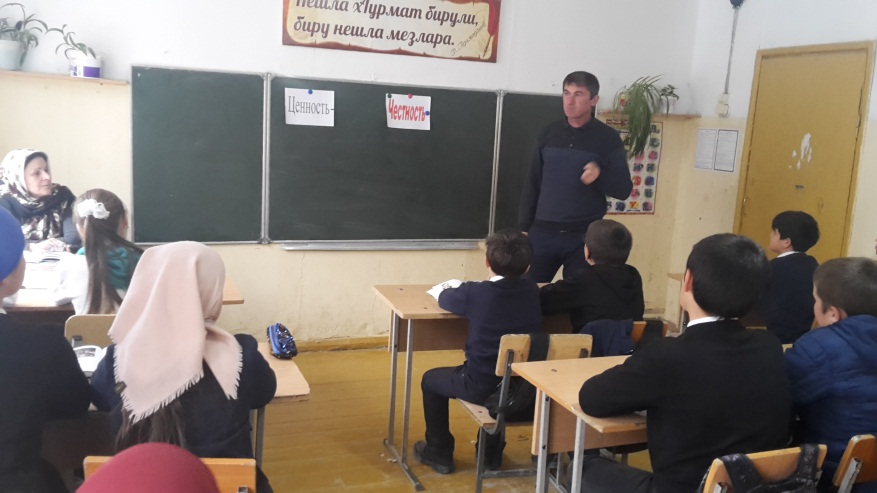 Нешла хӀурмат бирули,
биру нешла мезлара.
Ценность-
Честность